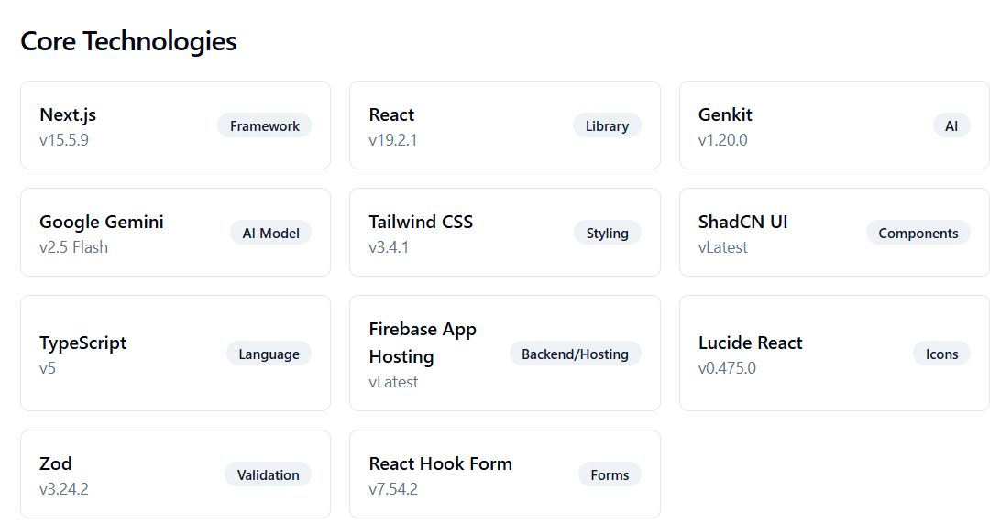 Core Technologies
Next.js
v15.5.9
Framework
React
v19.2.1
Library
Genkit
v1.20.0
AI
Google Gemini
v2.5 Flash
AI Model
Tailwind CSS
v3.4.1
Styling
ShadCN UI
vLatest
Components
TypeScript
v5
Language
Firebase App
Hosting
vLatest
Backend/Hosting
Lucide React
v0.475.0
Icons
Zod
v3.24.2
Validation
React Hook Form
v7.54.2
Forms